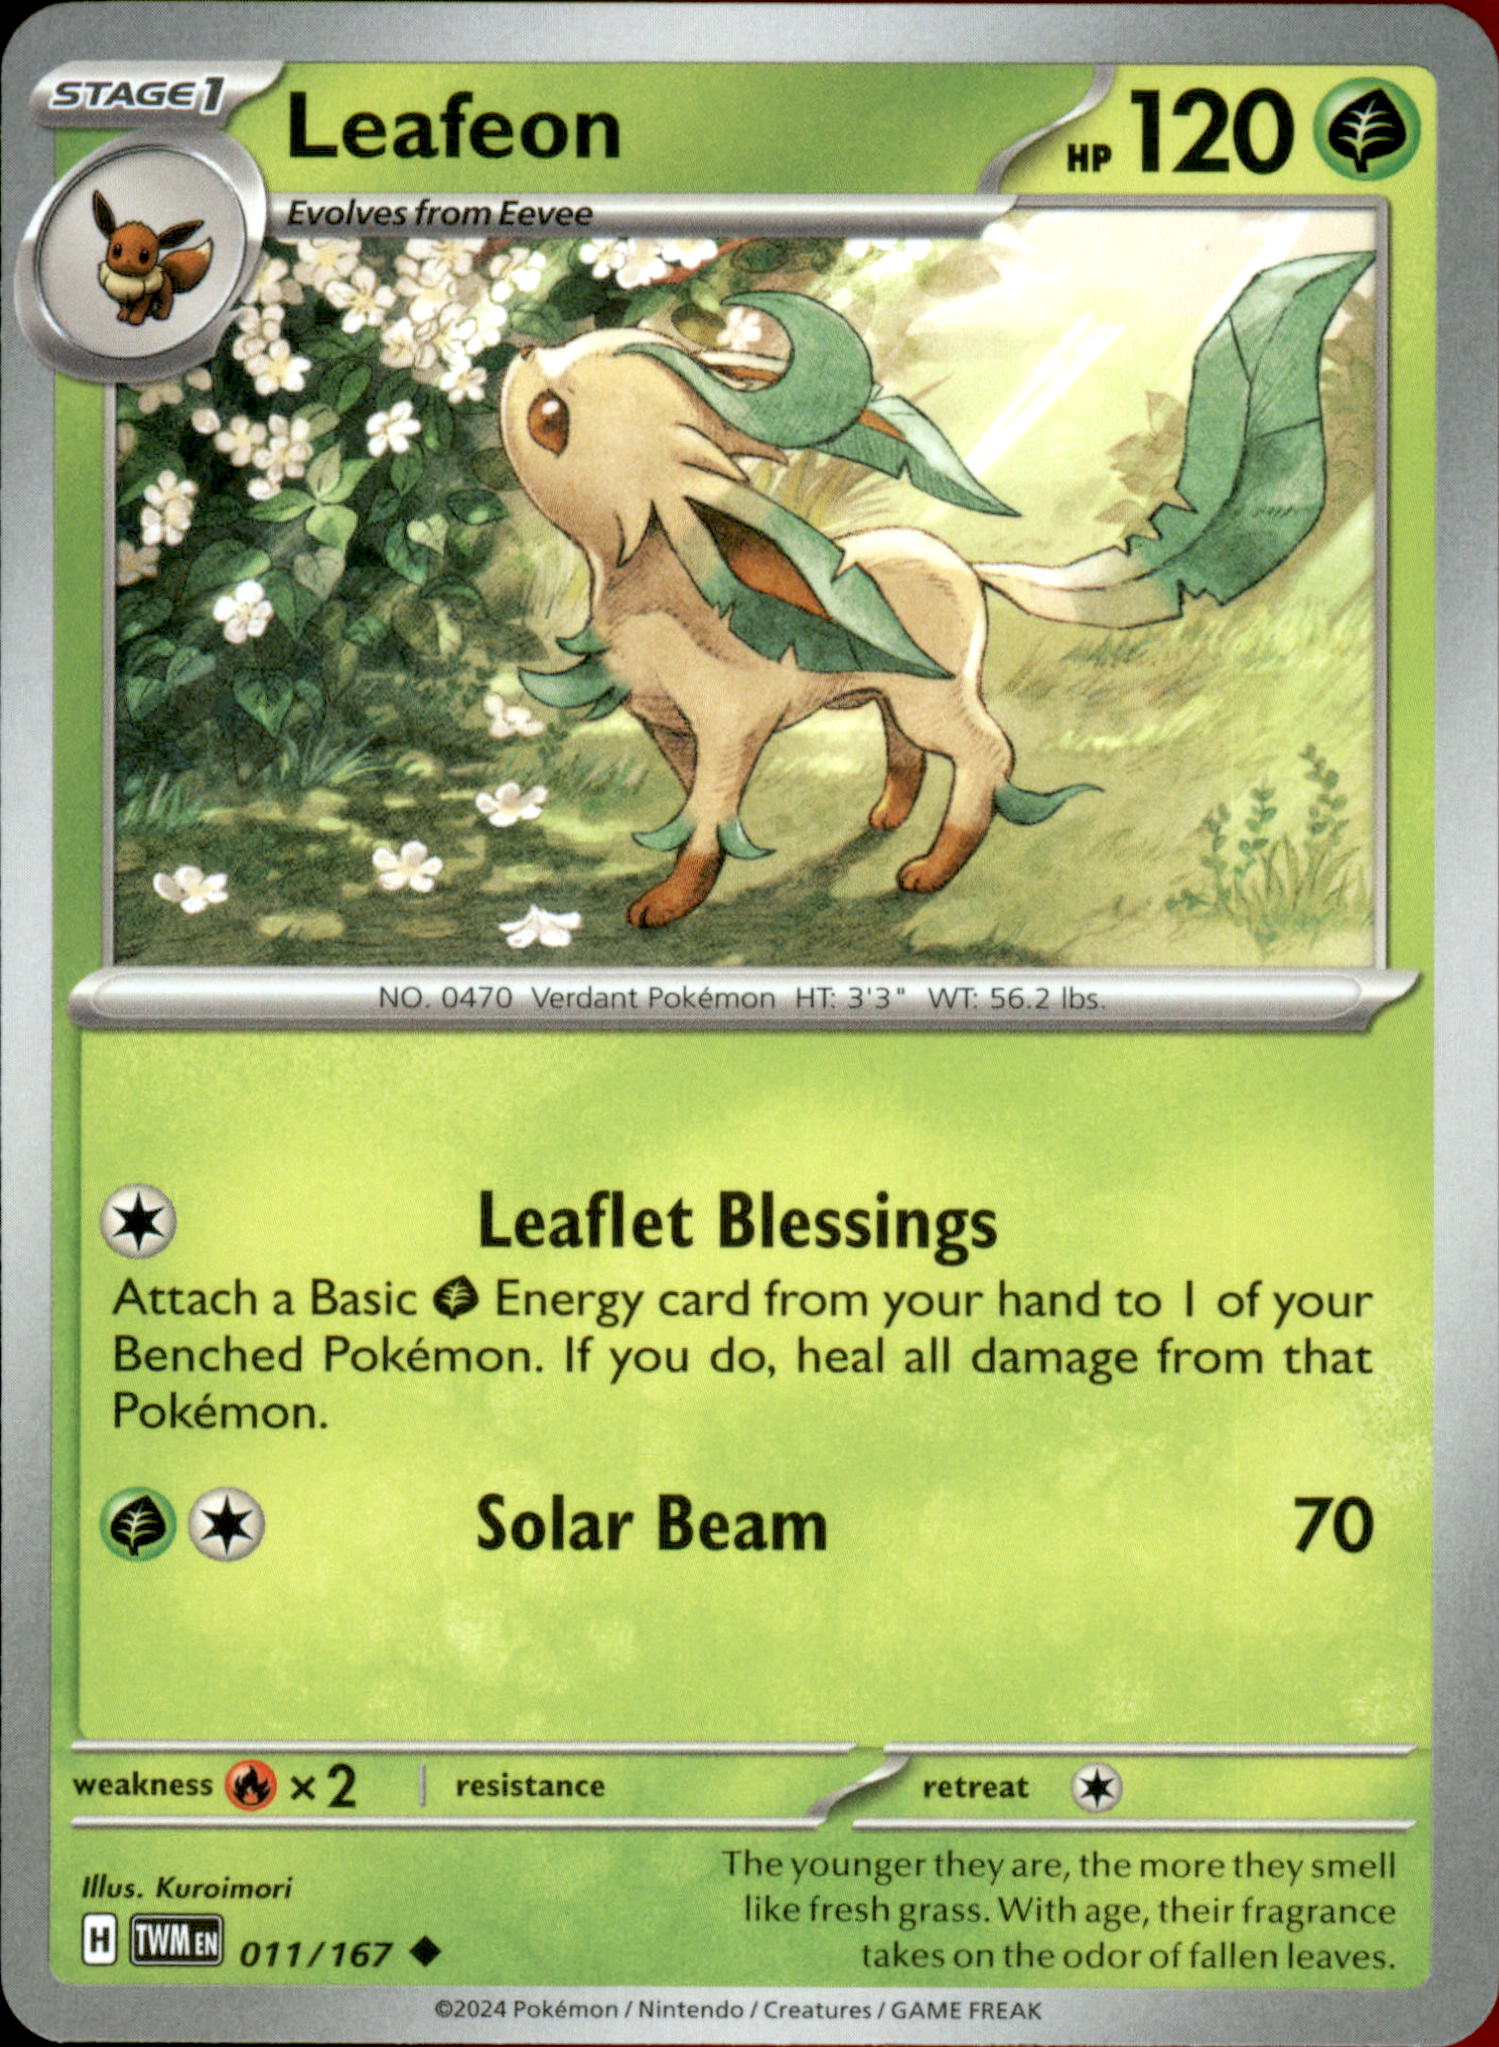 STAGE1
Leafeon
HP 120
Evolves from Eevee
NO. 0470 Verdant Pokémon HT: 3'3" WT: 56.2 lbs.
Leaflet Blessings
Attach a Basic Energy card from your hand to 1 of your
Benched Pokémon. If you do, heal all damage from that
Pokémon.
Solar Beam 70
weakness ×2 resistance retreat
Illus. Kuroimori
The younger they are, the more they smell
like fresh grass. With age, their fragrance
takes on the odor of fallen leaves.
H TWM EN 011/167
©2024 Pokémon / Nintendo / Creatures / GAME FREAK